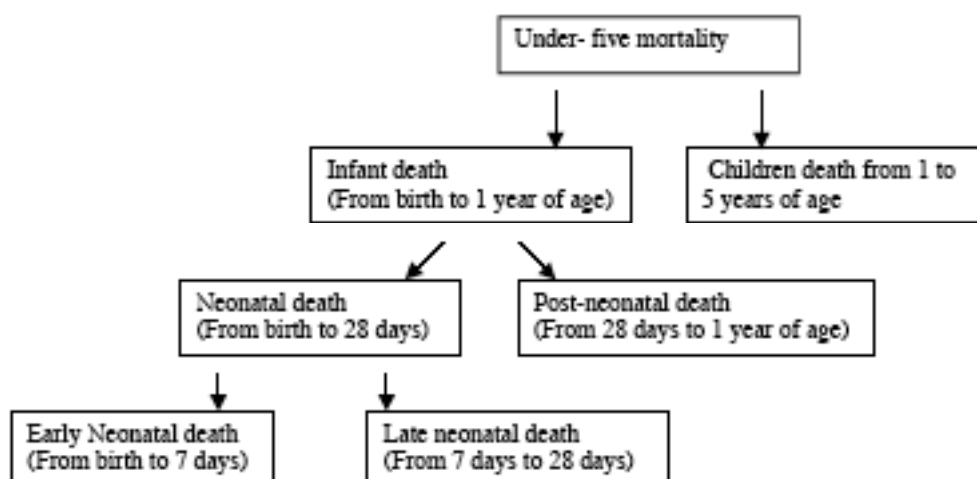 Under- five mortality
Infant death
(From birth to 1 year of age)
Children death from 1 to
5 years of age
Neonatal death
(From birth to 28 days)
Post-neonatal death
(From 28 days to 1 year of age)
Early Neonatal death
(From birth to 7 days)
Late neonatal death
(From 7 days to 28 days)